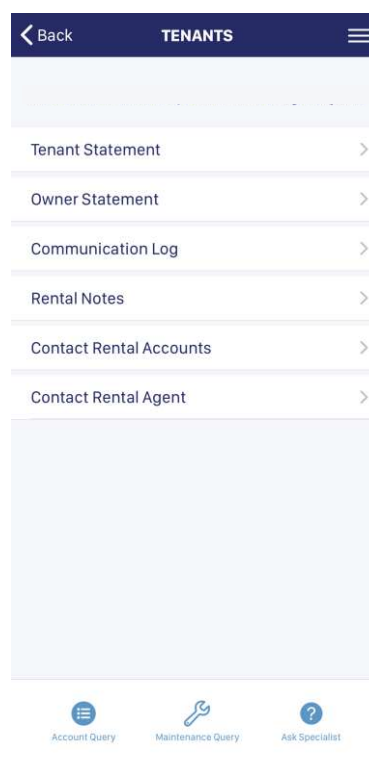 Back
TENANTS
Tenant Statement
Owner Statement
Communication Log
Rental Notes
Contact Rental Accounts
Contact Rental Agent
Account Query
Maintenance Query
Ask Specialist